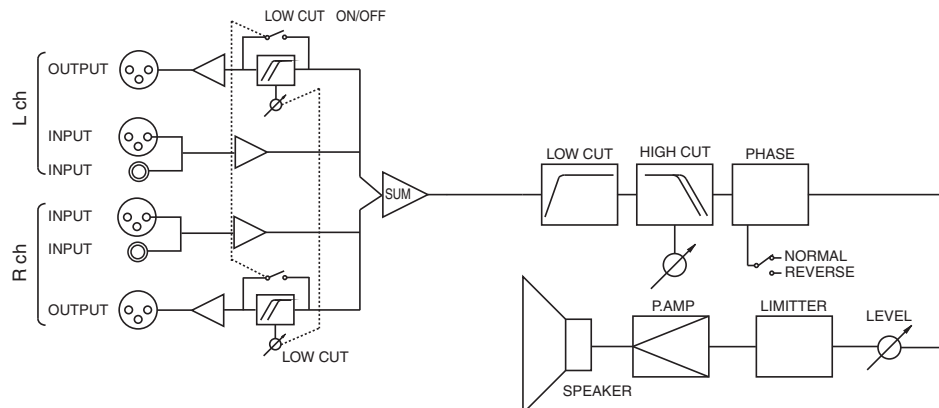 LOW CUT ON/OFF
L ch
OUTPUT
INPUT
INPUT
SUM
LOW CUT
HIGH CUT
PHASE
R ch
INPUT
INPUT
NORMAL
REVERSE
OUTPUT
LOW CUT
P.AMP
LIMITTER
LEVEL
SPEAKER